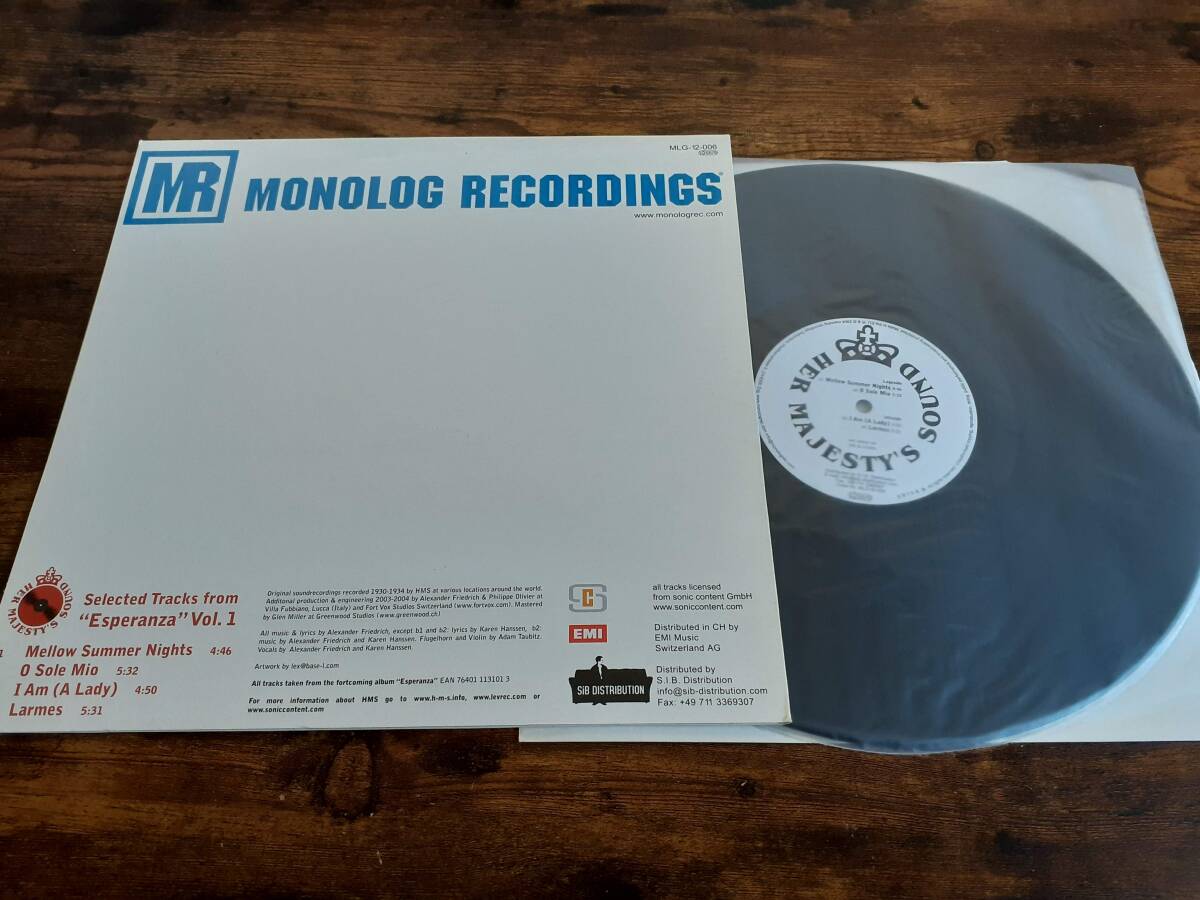 MLG-12-006
MR MONOLOG RECORDINGS
www.monologrec.com
HER MAJESTY'S SOUND
Selected Tracks from
"Esperanza" Vol. 1
Mellow Summer Nights 4:46
O Sole Mio 5:32
I Am (A Lady) 4:50
Larmes 5:31
Original soundrecordings recorded 1930-1934 by HMS at various locations around the world.
Additonal production & engineering 2003-2004 by Alexander Friedrich & Philippe Olivier at
Villa Fubbiano, Lucca (Italy) and Fort Vox Studios Switzerland (www.fortvox.com). Mastered
by Glen Miller at Greenwood Studios (www.greenwood.ch)
All music & lyrics by Alexander Friedrich, except b1 and b2: lyrics by Karen Hanssen, b2:
music by Alexander Friedrich and Karen Hanssen. Flugelhorn and Violin by Adam Taubitz.
Vocals by Alexander Friedrich and Karen Hanssen.
Artwork by lex@base-l.com
All tracks taken from the fortcoming album "Esperanza" EAN 76401 113101 3
For more information about HMS go to www.h-m-s.info, www.levrec.com or
www.soniccontent.com
SC
EMI
SiB DISTRIBUTION
all tracks licensed
from sonic content GmbH
www.soniccontent.com
Distributed in CH by
EMI Music
Switzerland AG
Distributed by
S.I.B. Distribution
info@sib-distribution.com
Fax: +49 711 3369307
HER MAJESTY'S SOUND
Mellow Summer Nights
O Sole Mio
I Am (A Lady)
Larmes